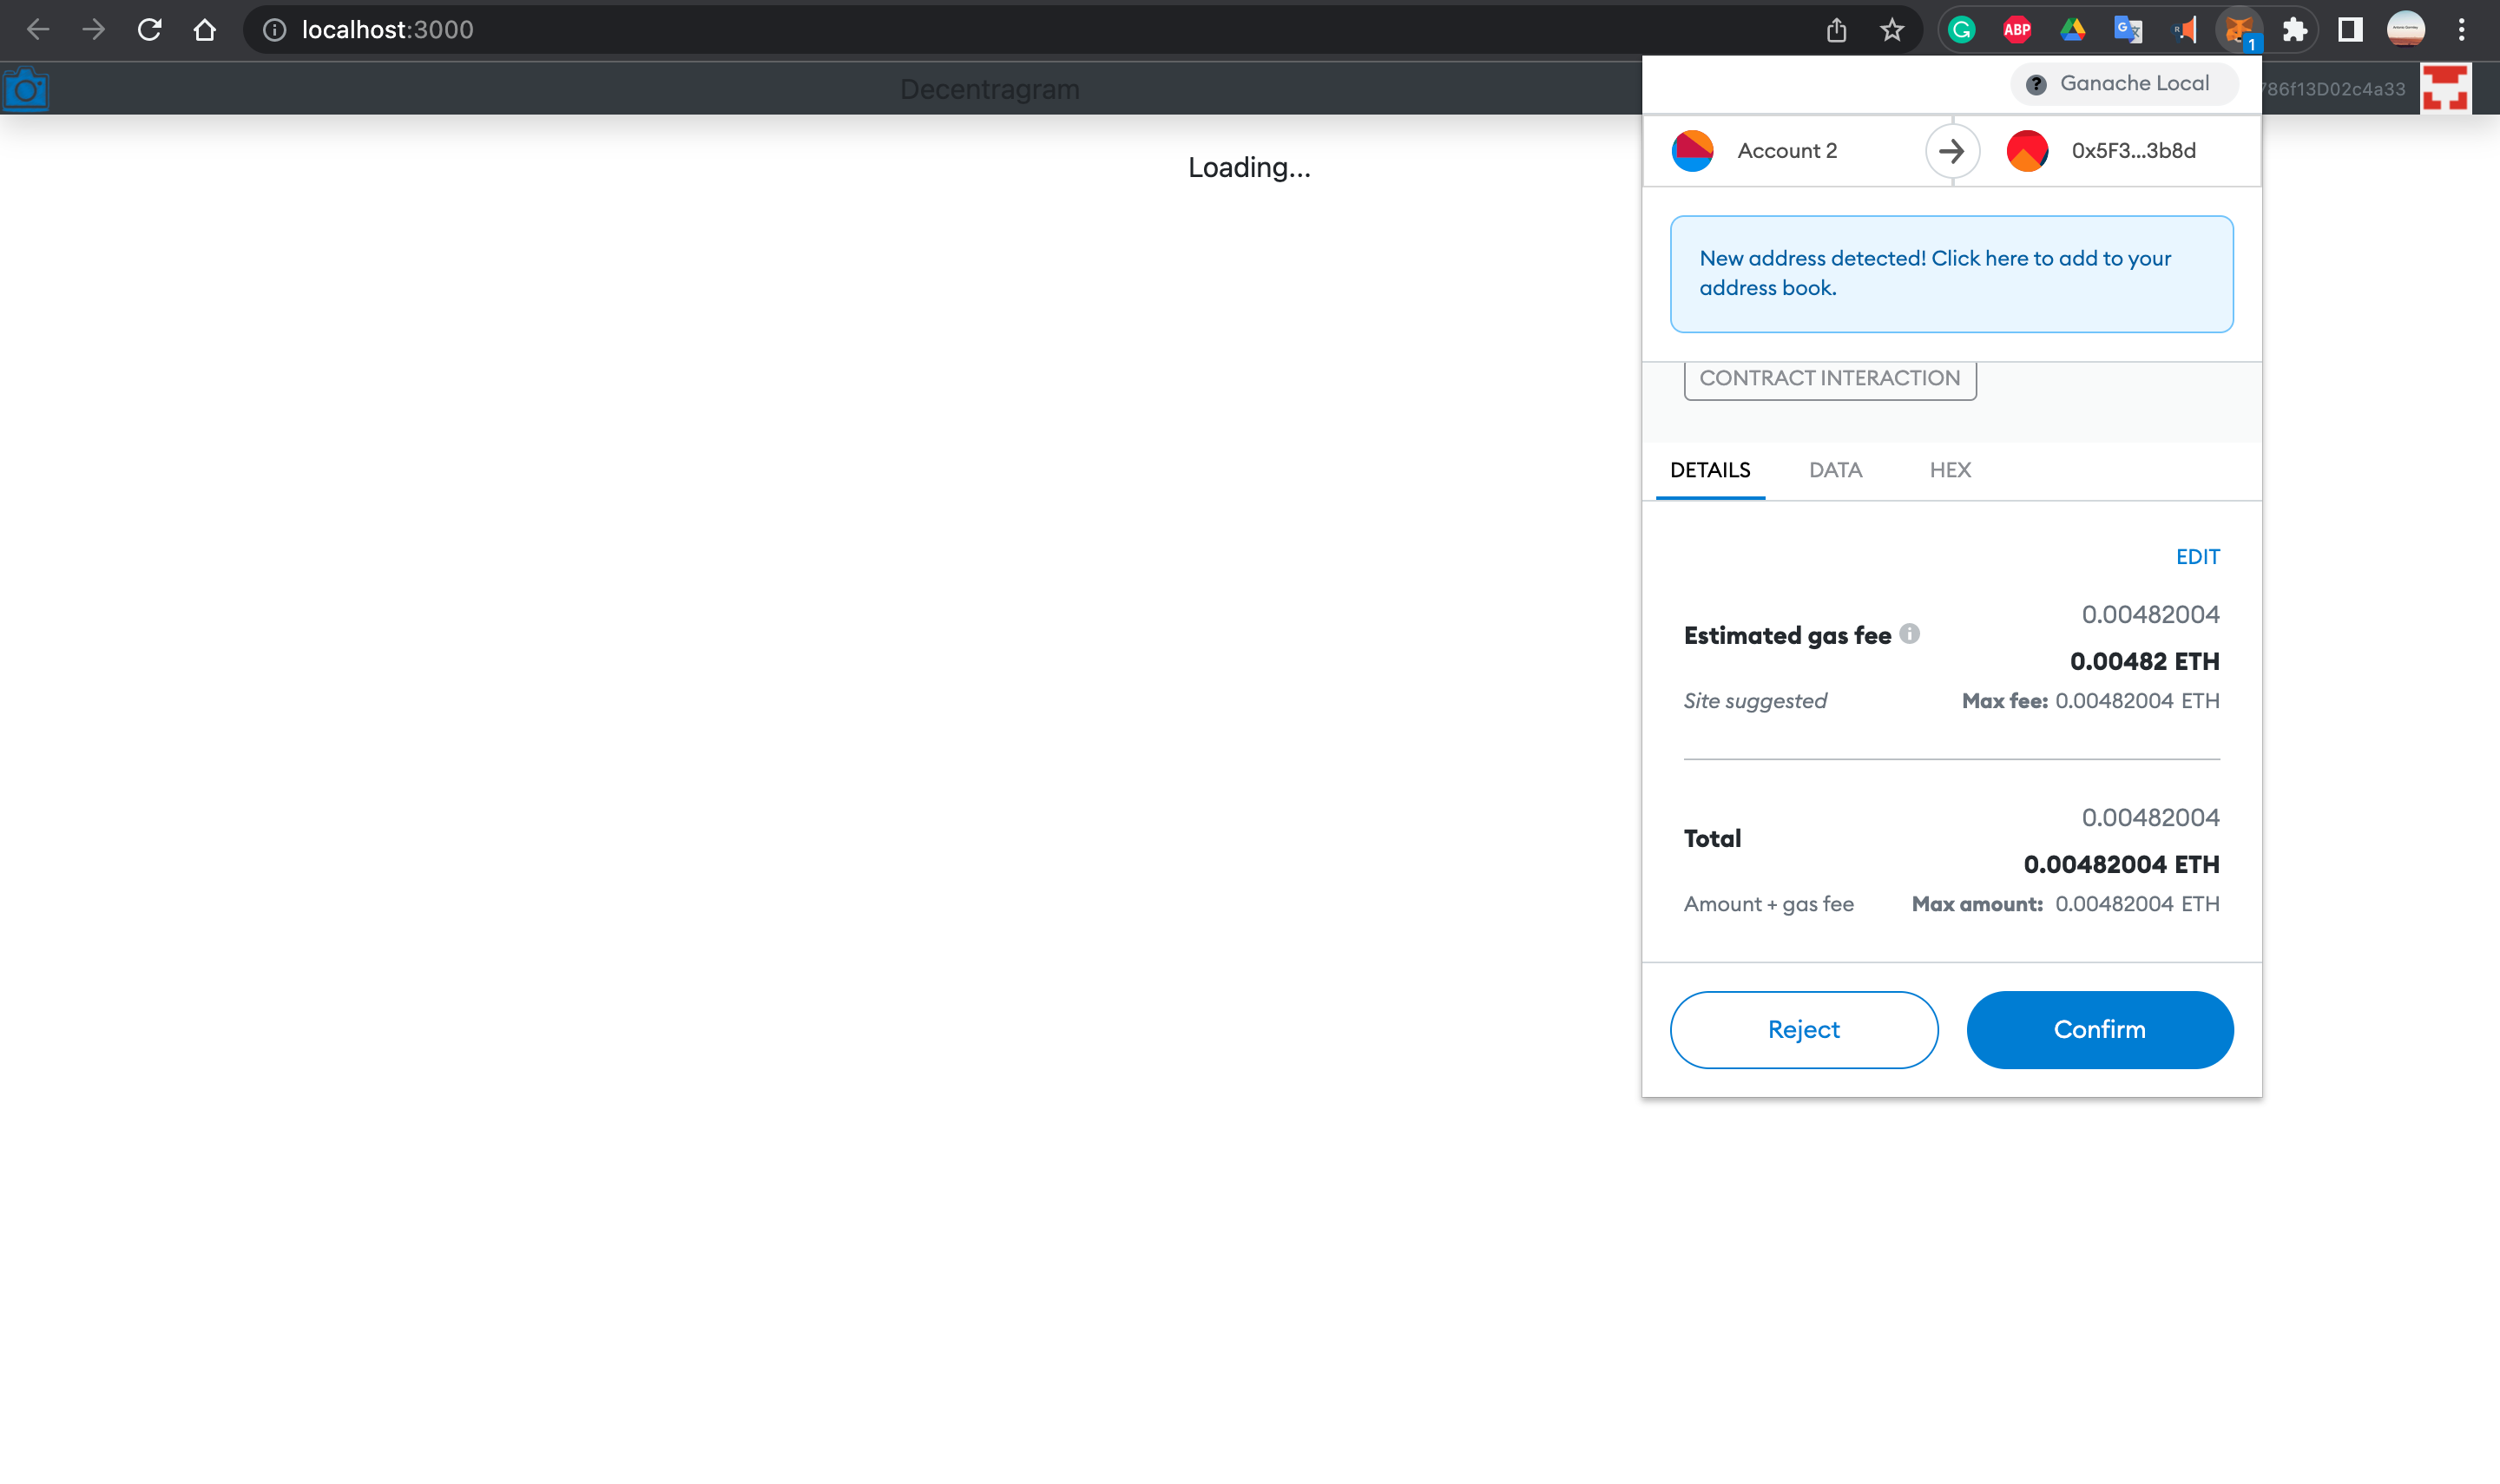 localhost:3000
ABP
G
1
Decentragram
Ganache Local
786f13D02c4a33
Loading...
Account 2
0x5F3...3b8d
New address detected! Click here to add to your
address book.
CONTRACT INTERACTION
DETAILS DATA HEX
EDIT
0.00482004
Estimated gas fee
0.00482 ETH
Site suggested Max fee: 0.00482004 ETH
0.00482004
Total
0.00482004 ETH
Amount + gas fee Max amount: 0.00482004 ETH
Reject Confirm